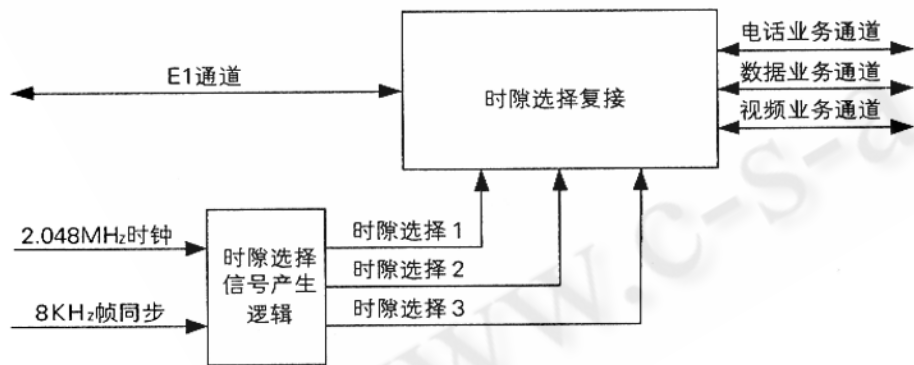 电话业务通道
E1通道
数据业务通道
时隙选择复接
视频业务通道
2.048MHz时钟
时隙选择1
时隙选择
信号产生
逻辑
时隙选择2
8KHz帧同步
时隙选择3
www.c-s-a